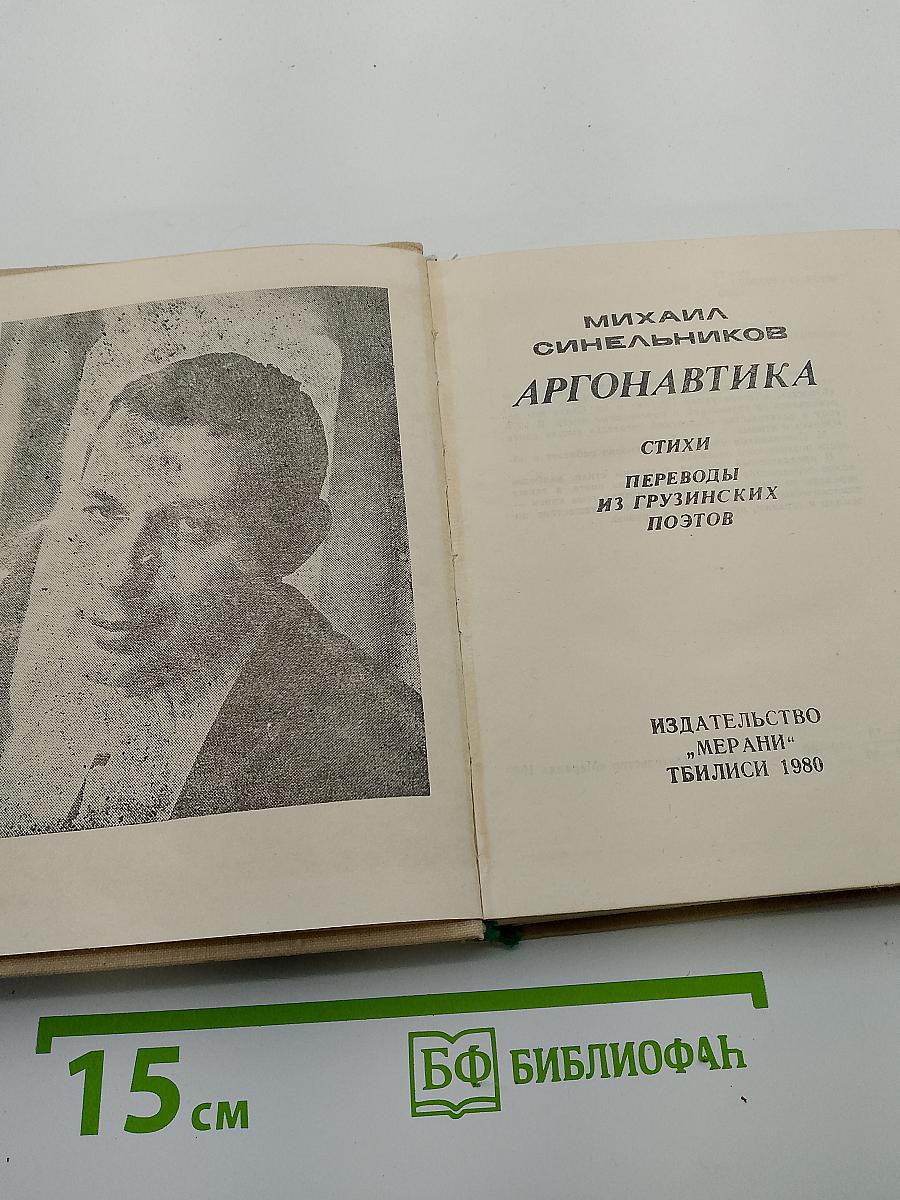 МИХАИЛ
СИНЕЛЬНИКОВ
АРГОНАВТИКА
СТИХИ
ПЕРЕВОДЫ
ИЗ ГРУЗИНСКИХ
ПОЭТОВ
ИЗДАТЕЛЬСТВО
„МЕРАНИ“
ТБИЛИСИ 1980
15 см
БФ БИБЛИОФАЋ